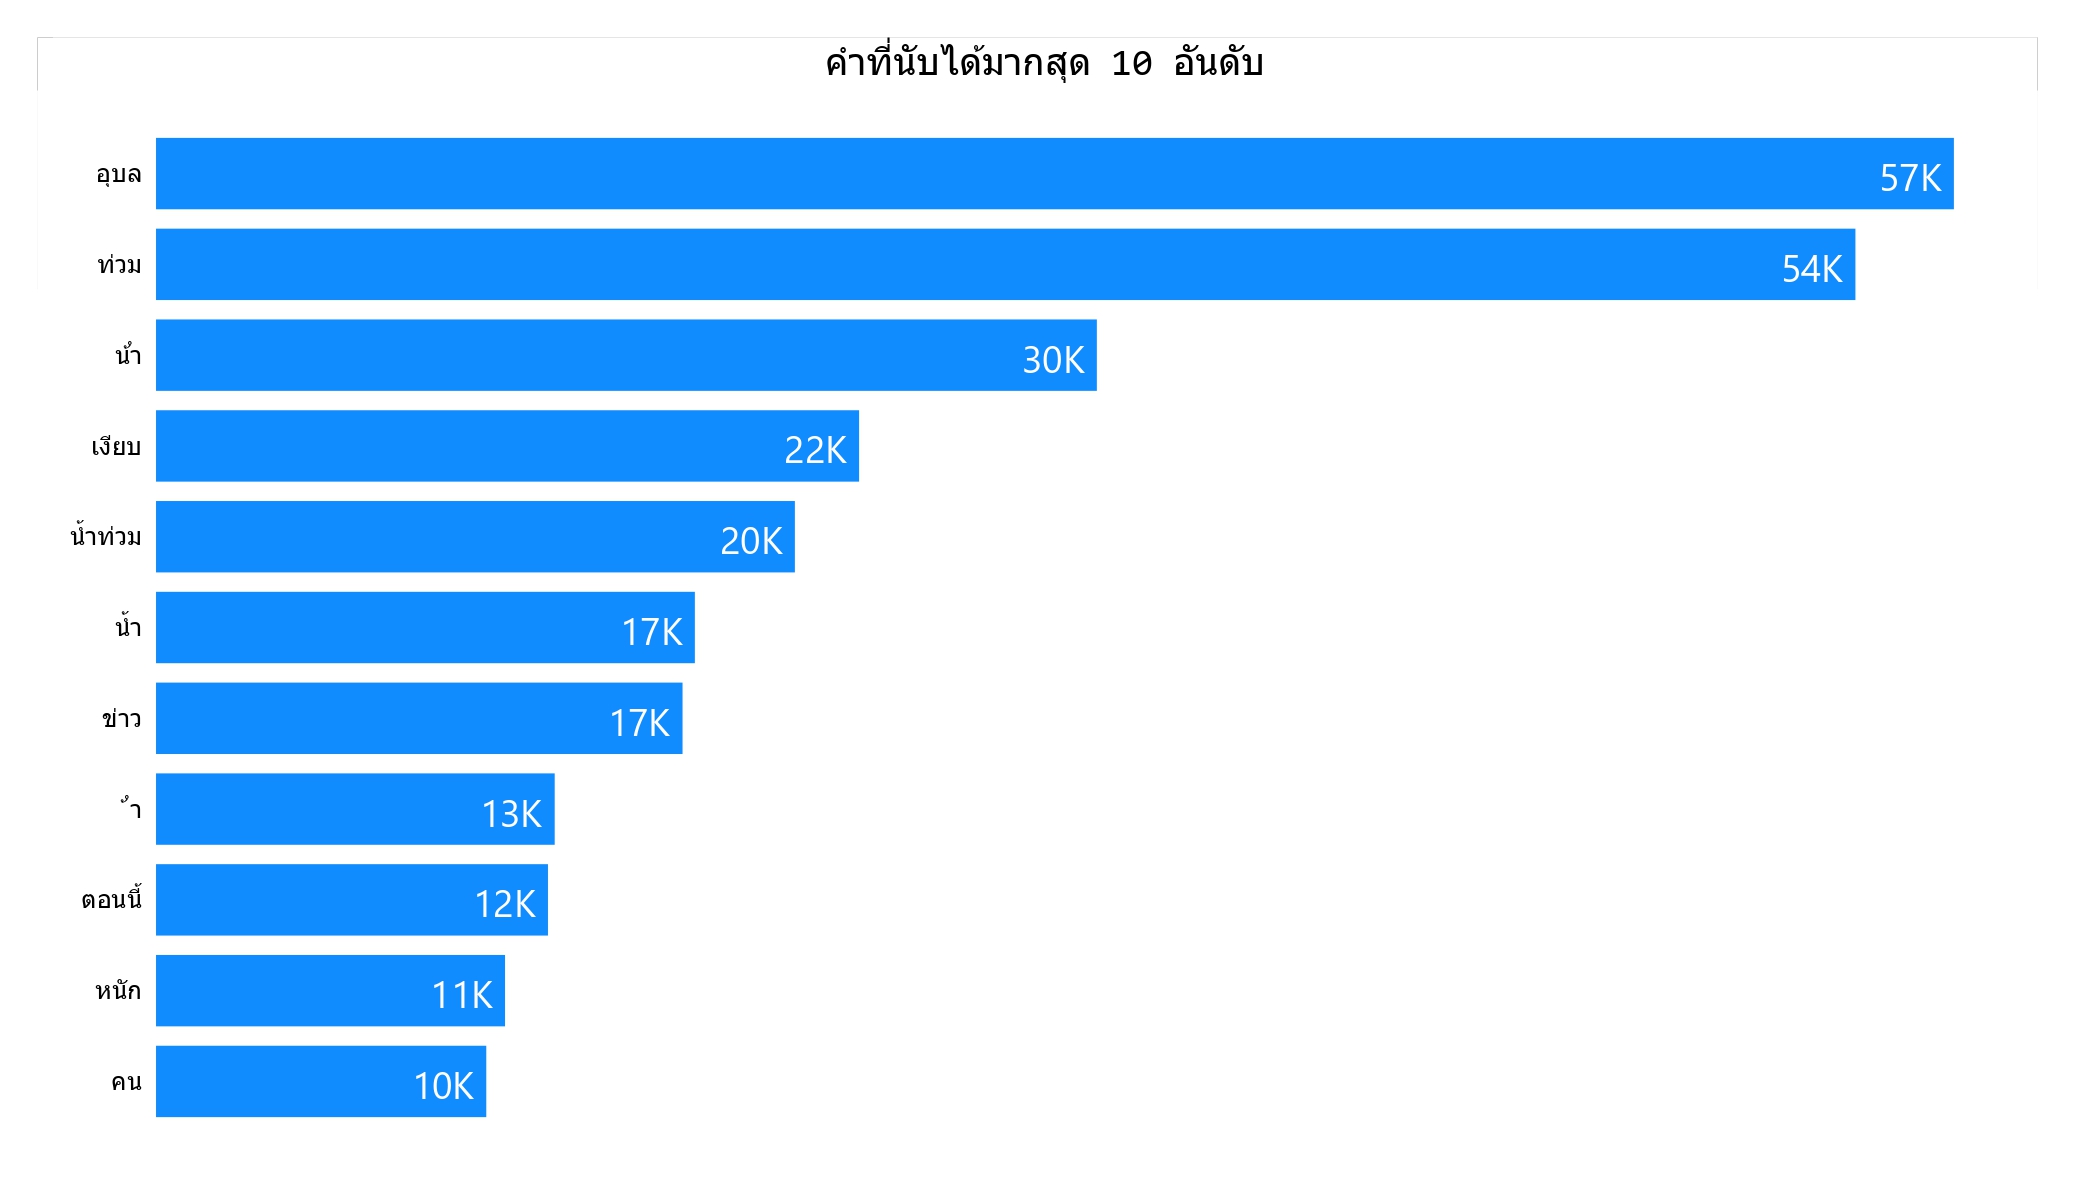 คำที่นับได้มากสุด 10 อันดับ
อุบล 57K
ท่วม 54K
น้ำ 30K
เงียบ 22K
น้ำท่วม 20K
น้ำ 17K
ข่าว 17K
ำ 13K
ตอนนี้ 12K
หนัก 11K
คน 10K